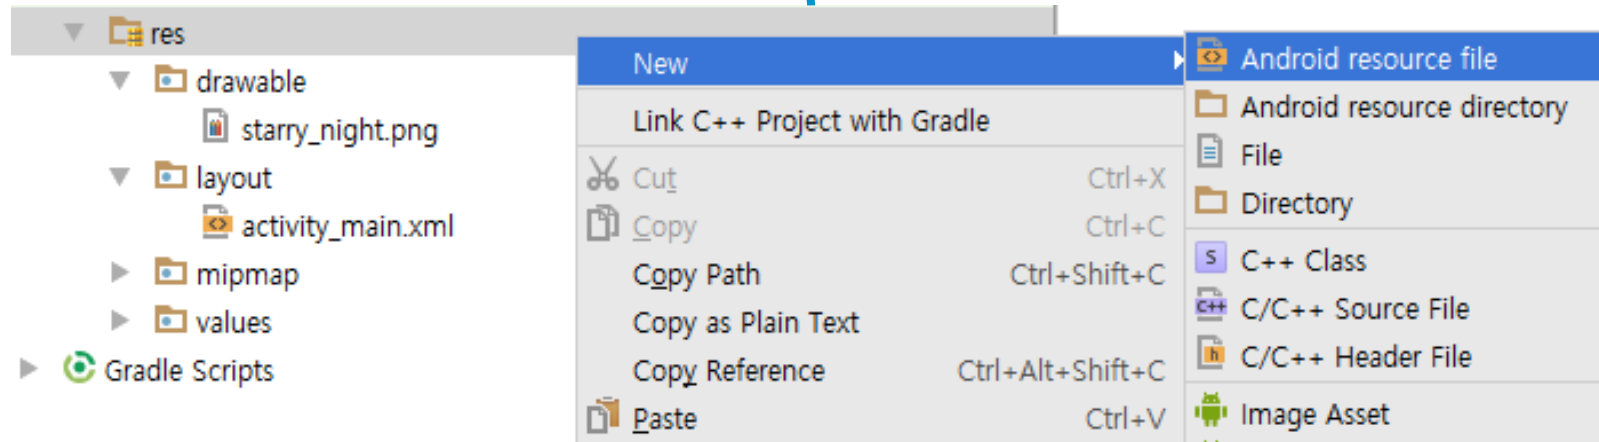 res
drawable
starry_night.png
layout
activity_main.xml
mipmap
values
Gradle Scripts
New
Link C++ Project with Gradle
Cut Ctrl+X
Copy Ctrl+C
Copy Path Ctrl+Shift+C
Copy as Plain Text
Copy Reference Ctrl+Alt+Shift+C
Paste Ctrl+V
Android resource file
Android resource directory
File
Directory
S C++ Class
C++ C/C++ Source File
h C/C++ Header File
Image Asset